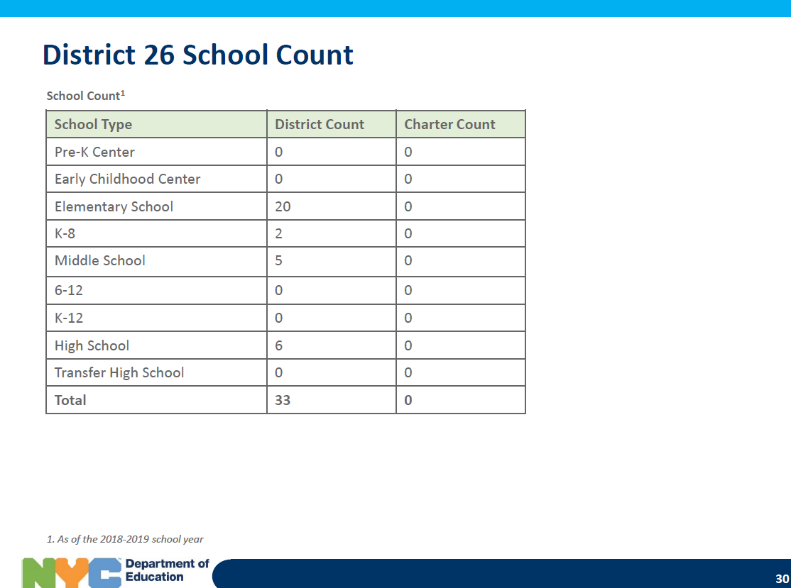 District 26 School Count
School Count¹
School Type District Count Charter Count
Pre-K Center 0 0
Early Childhood Center 0 0
Elementary School 20 0
K-8 2 0
Middle School 5 0
6-12 0 0
K-12 0 0
High School 6 0
Transfer High School 0 0
Total 33 0
1. As of the 2018-2019 school year
NYC Department of
Education
30